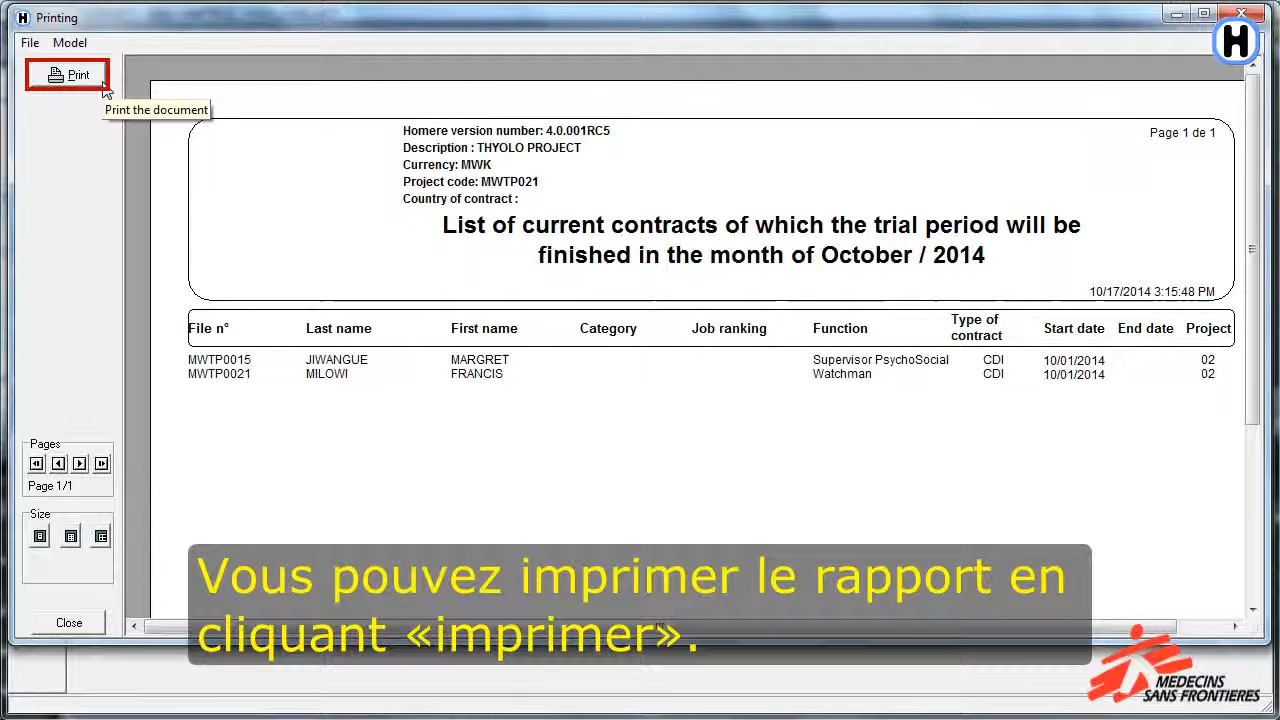 Printing
File Model
Print
Print the document
Homere version number: 4.0.001RC5
Page 1 de 1
Description : THYOLO PROJECT
Currency: MWK
Project code: MWTP021
Country of contract :
List of current contracts of which the trial period will be
finished in the month of October / 2014
10/17/2014 3:15:48 PM
File n° Last name First name Category Job ranking Function Type of contract Start date End date Project
MWTP0015 JIWANGUE MARGRET Supervisor PsychoSocial CDI 10/01/2014 02
MWTP0021 MILOWI FRANCIS Watchman CDI 10/01/2014 02
Pages
Page 1/1
Size
Close
Vous pouvez imprimer le rapport en
cliquant «imprimer».
MEDECINS
SANS FRONTIERES
H